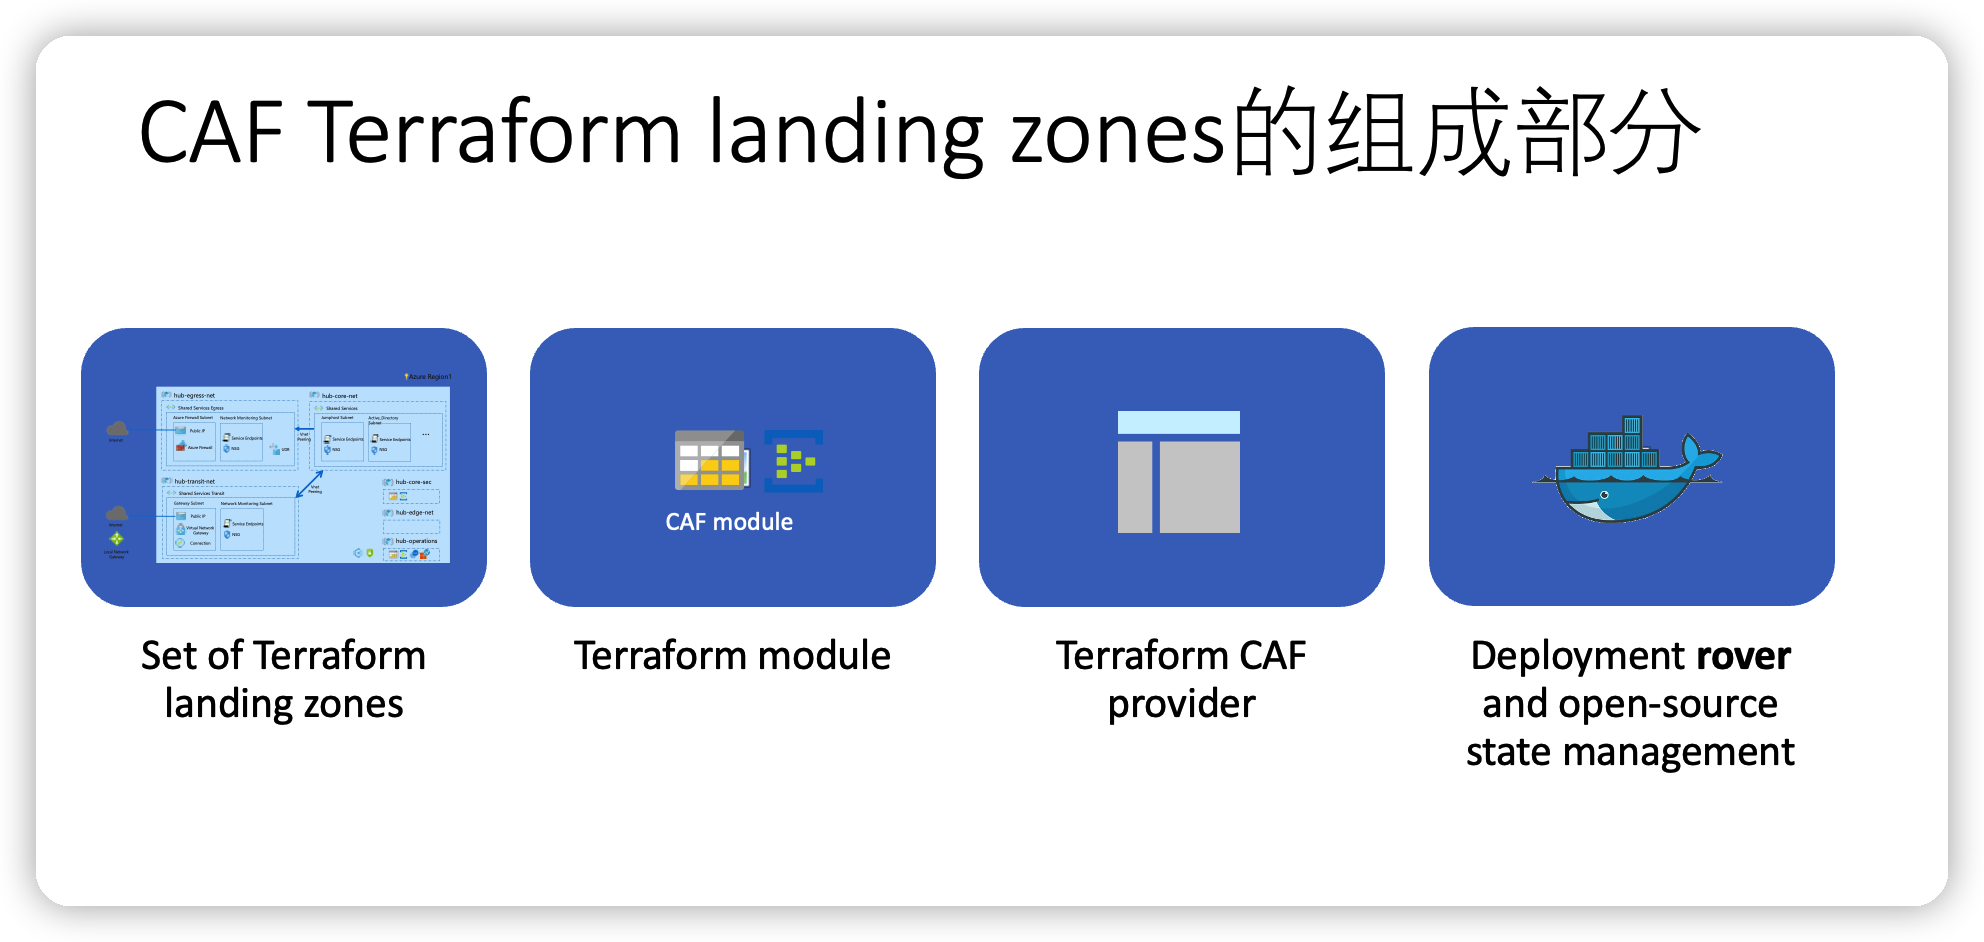 CAF Terraform landing zones的组成部分
Azure Region1
hub-egress-net
Shared Services Egress
Azure Firewall Subnet
Network Monitoring Subnet
Public IP
Service Endpoints
Azure Firewall
NSG
UDR
Internet
hub-core-net
Shared Services
Jumphost Subnet
Active_Directory
Subnet
Service Endpoints
Service Endpoints
NSG
NSG
...
Vnet
Peering
hub-transit-net
Shared Services Transit
Gateway Subnet
Network Monitoring Subnet
Public IP
Service Endpoints
Virtual Network
Gateway
NSG
Connection
Internet
Local Network
Gateway
Vnet
Peering
hub-core-sec
hub-edge-net
hub-operations
CAF module
Set of Terraform
landing zones
Terraform module
Terraform CAF
provider
Deployment rover
and open-source
state management